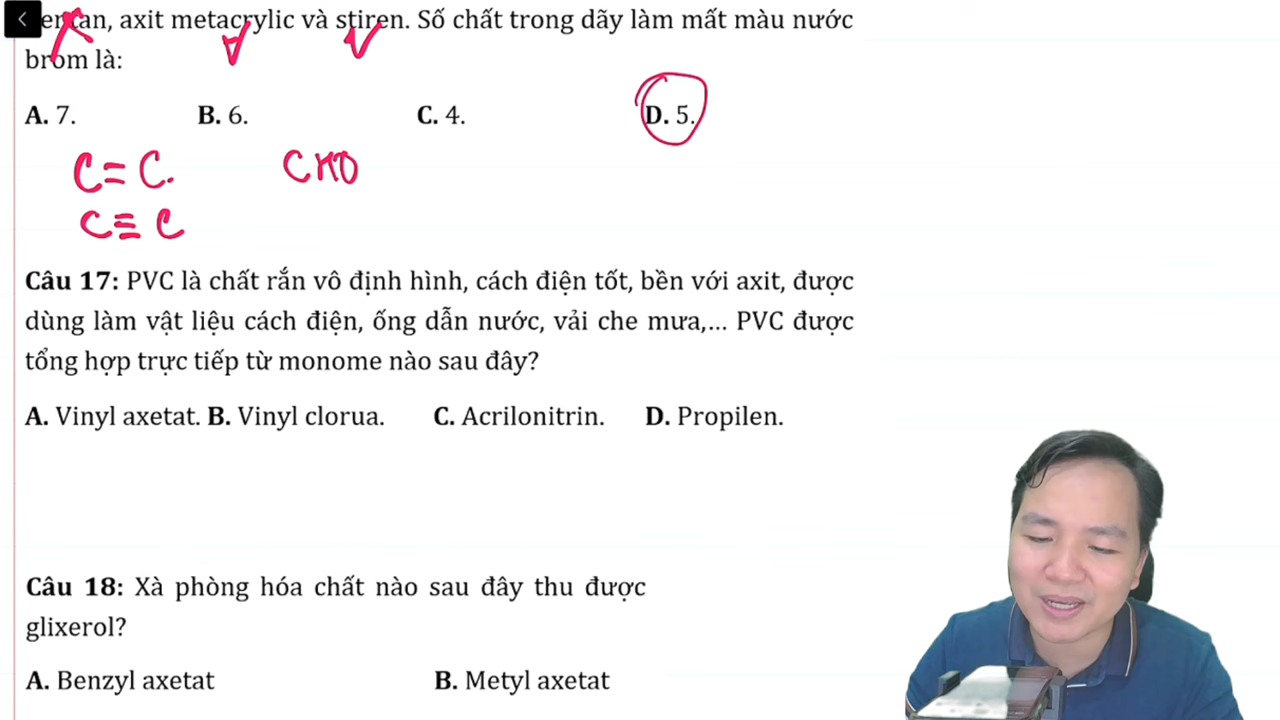 axit metacrylic và stiren. Số chất trong dãy làm mất màu nước
brom là:
A. 7. B. 6. C. 4. D. 5.
C = C. CHO
C ≡ C
Câu 17: PVC là chất rắn vô định hình, cách điện tốt, bền với axit, được
dùng làm vật liệu cách điện, ống dẫn nước, vải che mưa,... PVC được
tổng hợp trực tiếp từ monome nào sau đây?
A. Vinyl axetat. B. Vinyl clorua. C. Acrilonitrin. D. Propilen.
Câu 18: Xà phòng hóa chất nào sau đây thu được
glixerol?
A. Benzyl axetat B. Metyl axetat